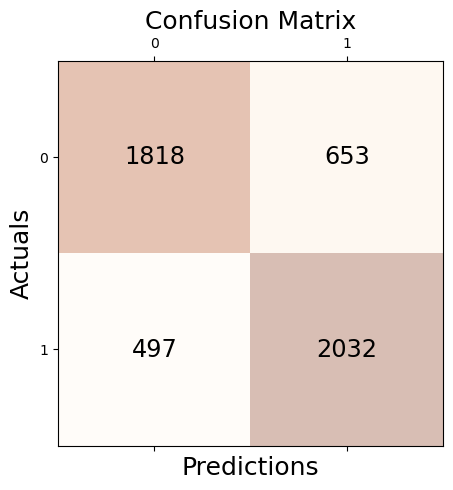 Confusion Matrix
0 1
0 1818 653
Actuals
1 497 2032
Predictions